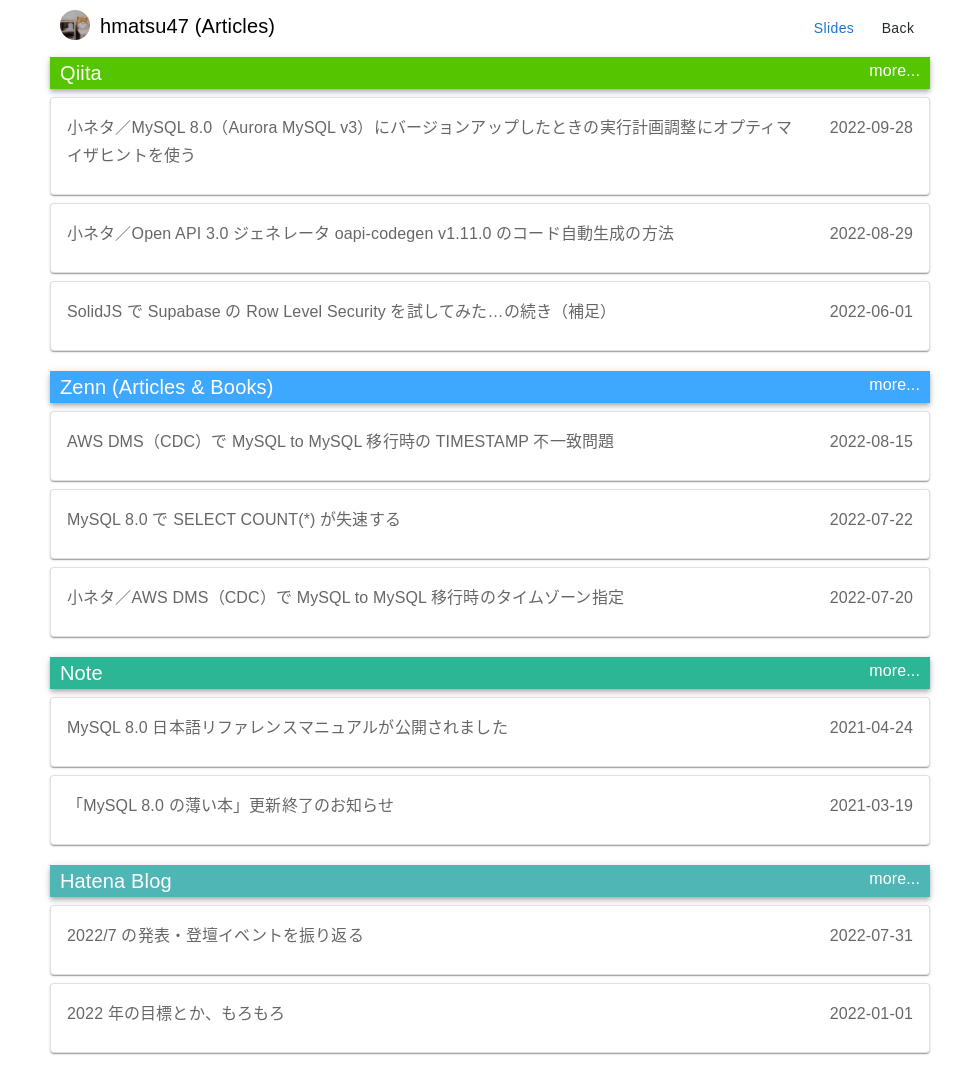 hmatsu47 (Articles)
Slides
Back
Qiita
more...
小ネタ／MySQL 8.0（Aurora MySQL v3）にバージョンアップしたときの実行計画調整にオプティマ
イザヒントを使う
2022-09-28
小ネタ／Open API 3.0 ジェネレータ oapi-codegen v1.11.0 のコード自動生成の方法
2022-08-29
SolidJS で Supabase の Row Level Security を試してみた…の続き（補足）
2022-06-01
Zenn (Articles & Books)
more...
AWS DMS（CDC）で MySQL to MySQL 移行時の TIMESTAMP 不一致問題
2022-08-15
MySQL 8.0 で SELECT COUNT(*) が失速する
2022-07-22
小ネタ／AWS DMS（CDC）で MySQL to MySQL 移行時のタイムゾーン指定
2022-07-20
Note
more...
MySQL 8.0 日本語リファレンスマニュアルが公開されました
2021-04-24
「MySQL 8.0 の薄い本」更新終了のお知らせ
2021-03-19
Hatena Blog
more...
2022/7 の発表・登壇イベントを振り返る
2022-07-31
2022 年の目標とか、もろもろ
2022-01-01